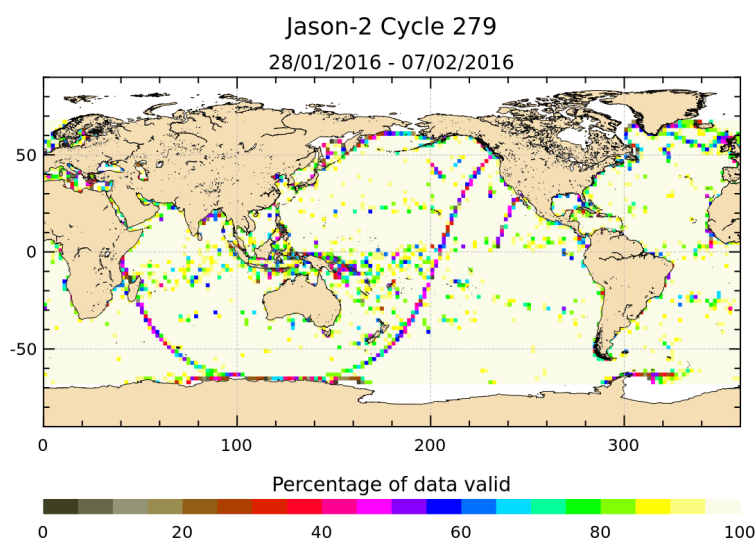 Jason-2 Cycle 279
28/01/2016 - 07/02/2016
50
0
-50
0 100 200 300
Percentage of data valid
0 20 40 60 80 100